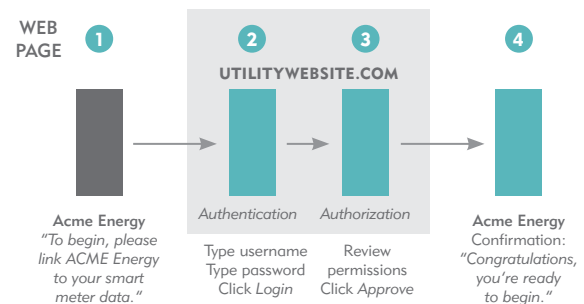 WEB
PAGE
1
2
3
4
UTILITYWEBSITE.COM
Acme Energy
"To begin, please
link ACME Energy
to your smart
meter data."
Authentication
Type username
Type password
Click Login
Authorization
Review
permissions
Click Approve
Acme Energy
Confirmation:
"Congratulations,
you're ready
to begin."